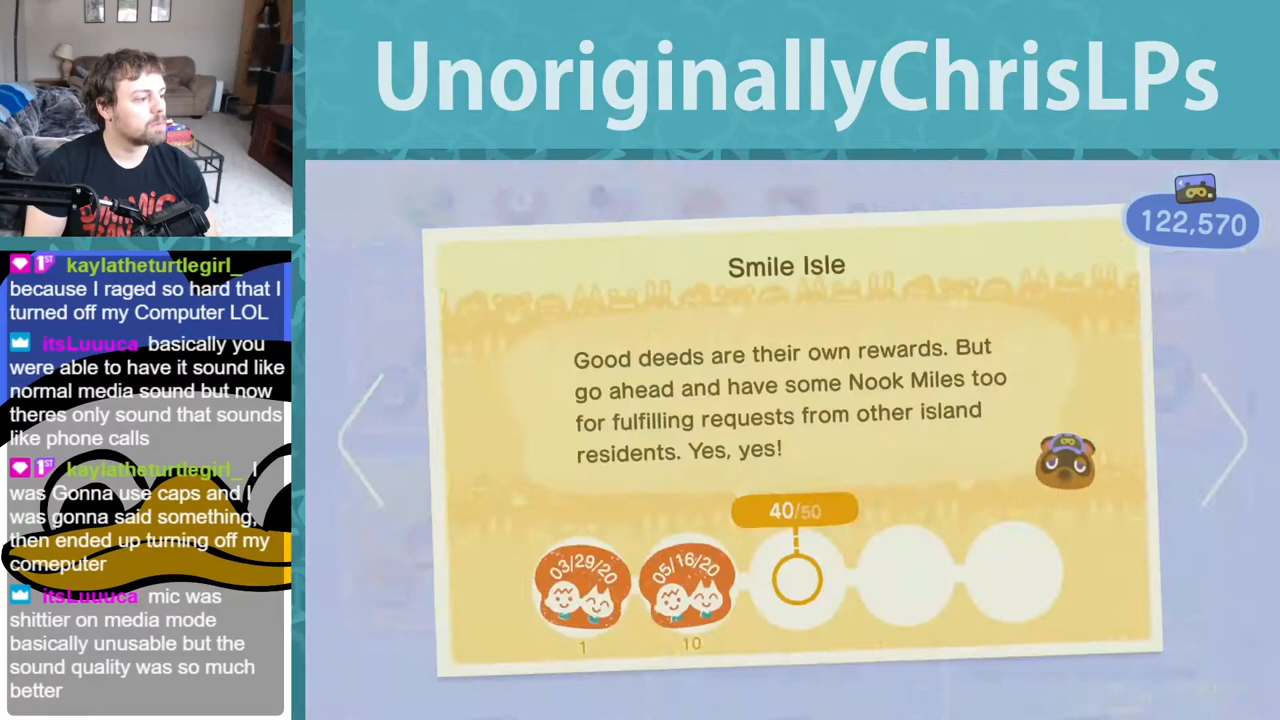 UnoriginallyChrisLPs
122,570
Smile Isle
Good deeds are their own rewards. But
go ahead and have some Nook Miles too
for fulfilling requests from other island
residents. Yes, yes!
40/50
03/29/20
05/16/20
1
10
1ST kaylatheturtlegirl_
because I raged so hard that I
turned off my Computer LOL
itsLuuuca basically you
were able to have it sound like
normal media sound but now
theres only sound that sounds
like phone calls
1ST kaylatheturtlegirl_ I
was Gonna use caps and I
was gonna said something,
then ended up turning off my
comeputer
itsLuuuca mic was
shittier on media mode
basically unusable but the
sound quality was so much
better